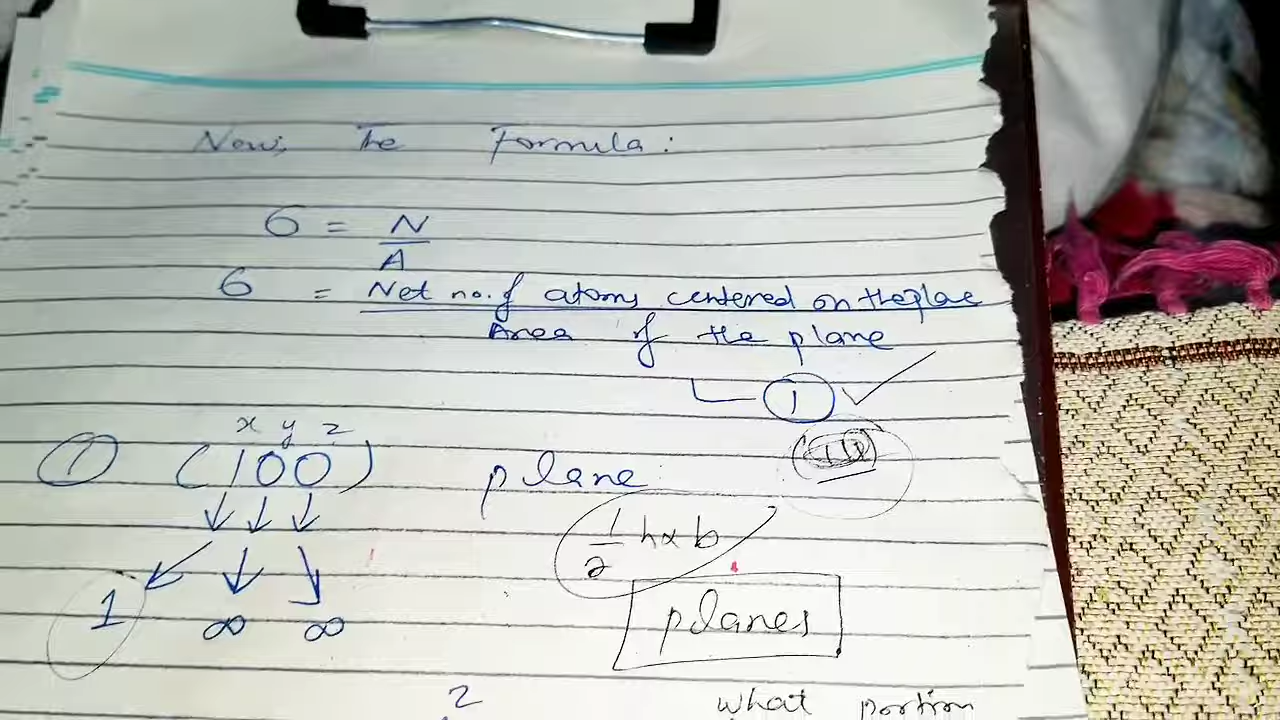 Now, The Formula:
6 = N
A
6 = Net no. of atoms centered on the plae
Area of the plane
1
x y z
1 (100) plane
1/2 h x b
1 ∞ ∞
planes
2 what portion